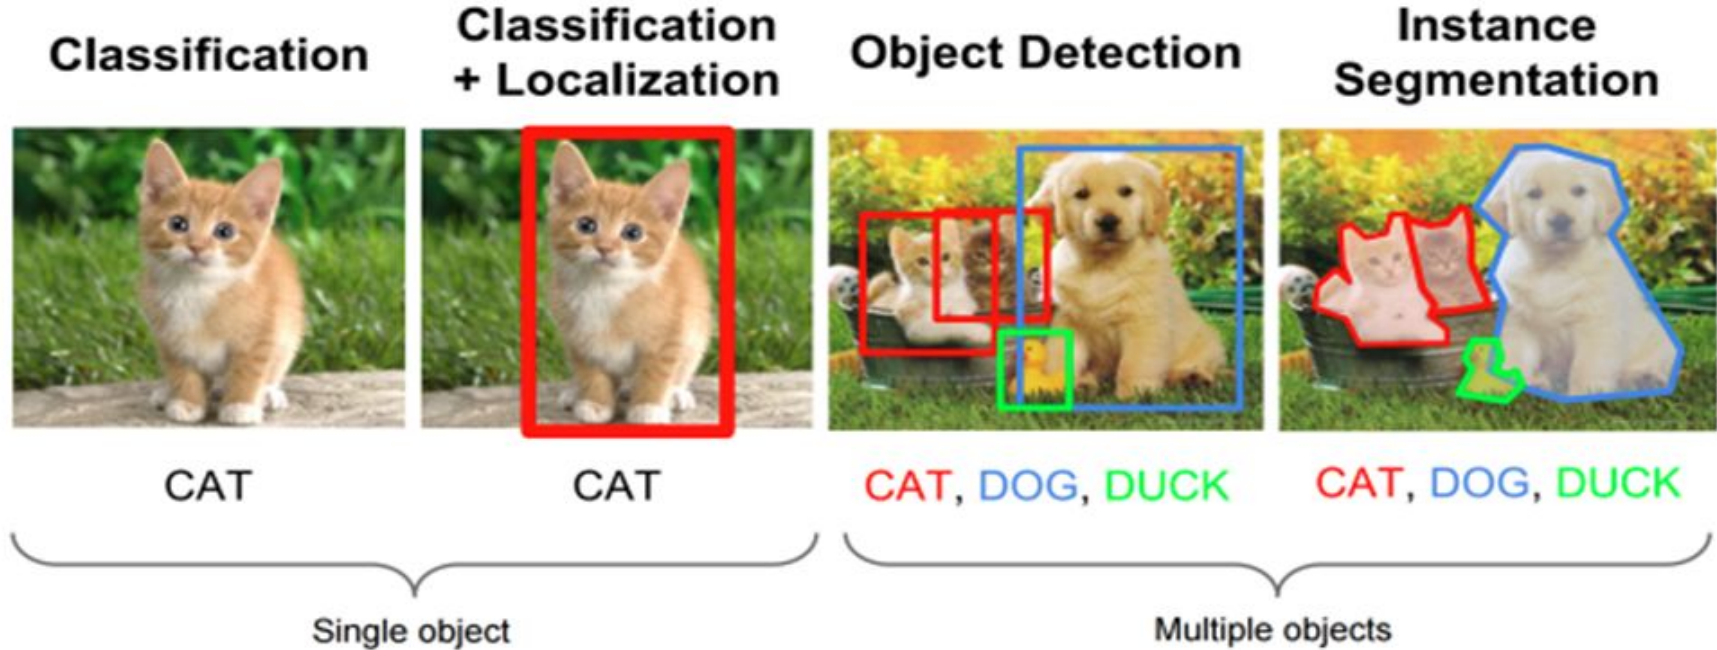 Classification
Classification
+ Localization
Object Detection
Instance
Segmentation
CAT
CAT
CAT, DOG, DUCK
CAT, DOG, DUCK
Single object
Multiple objects